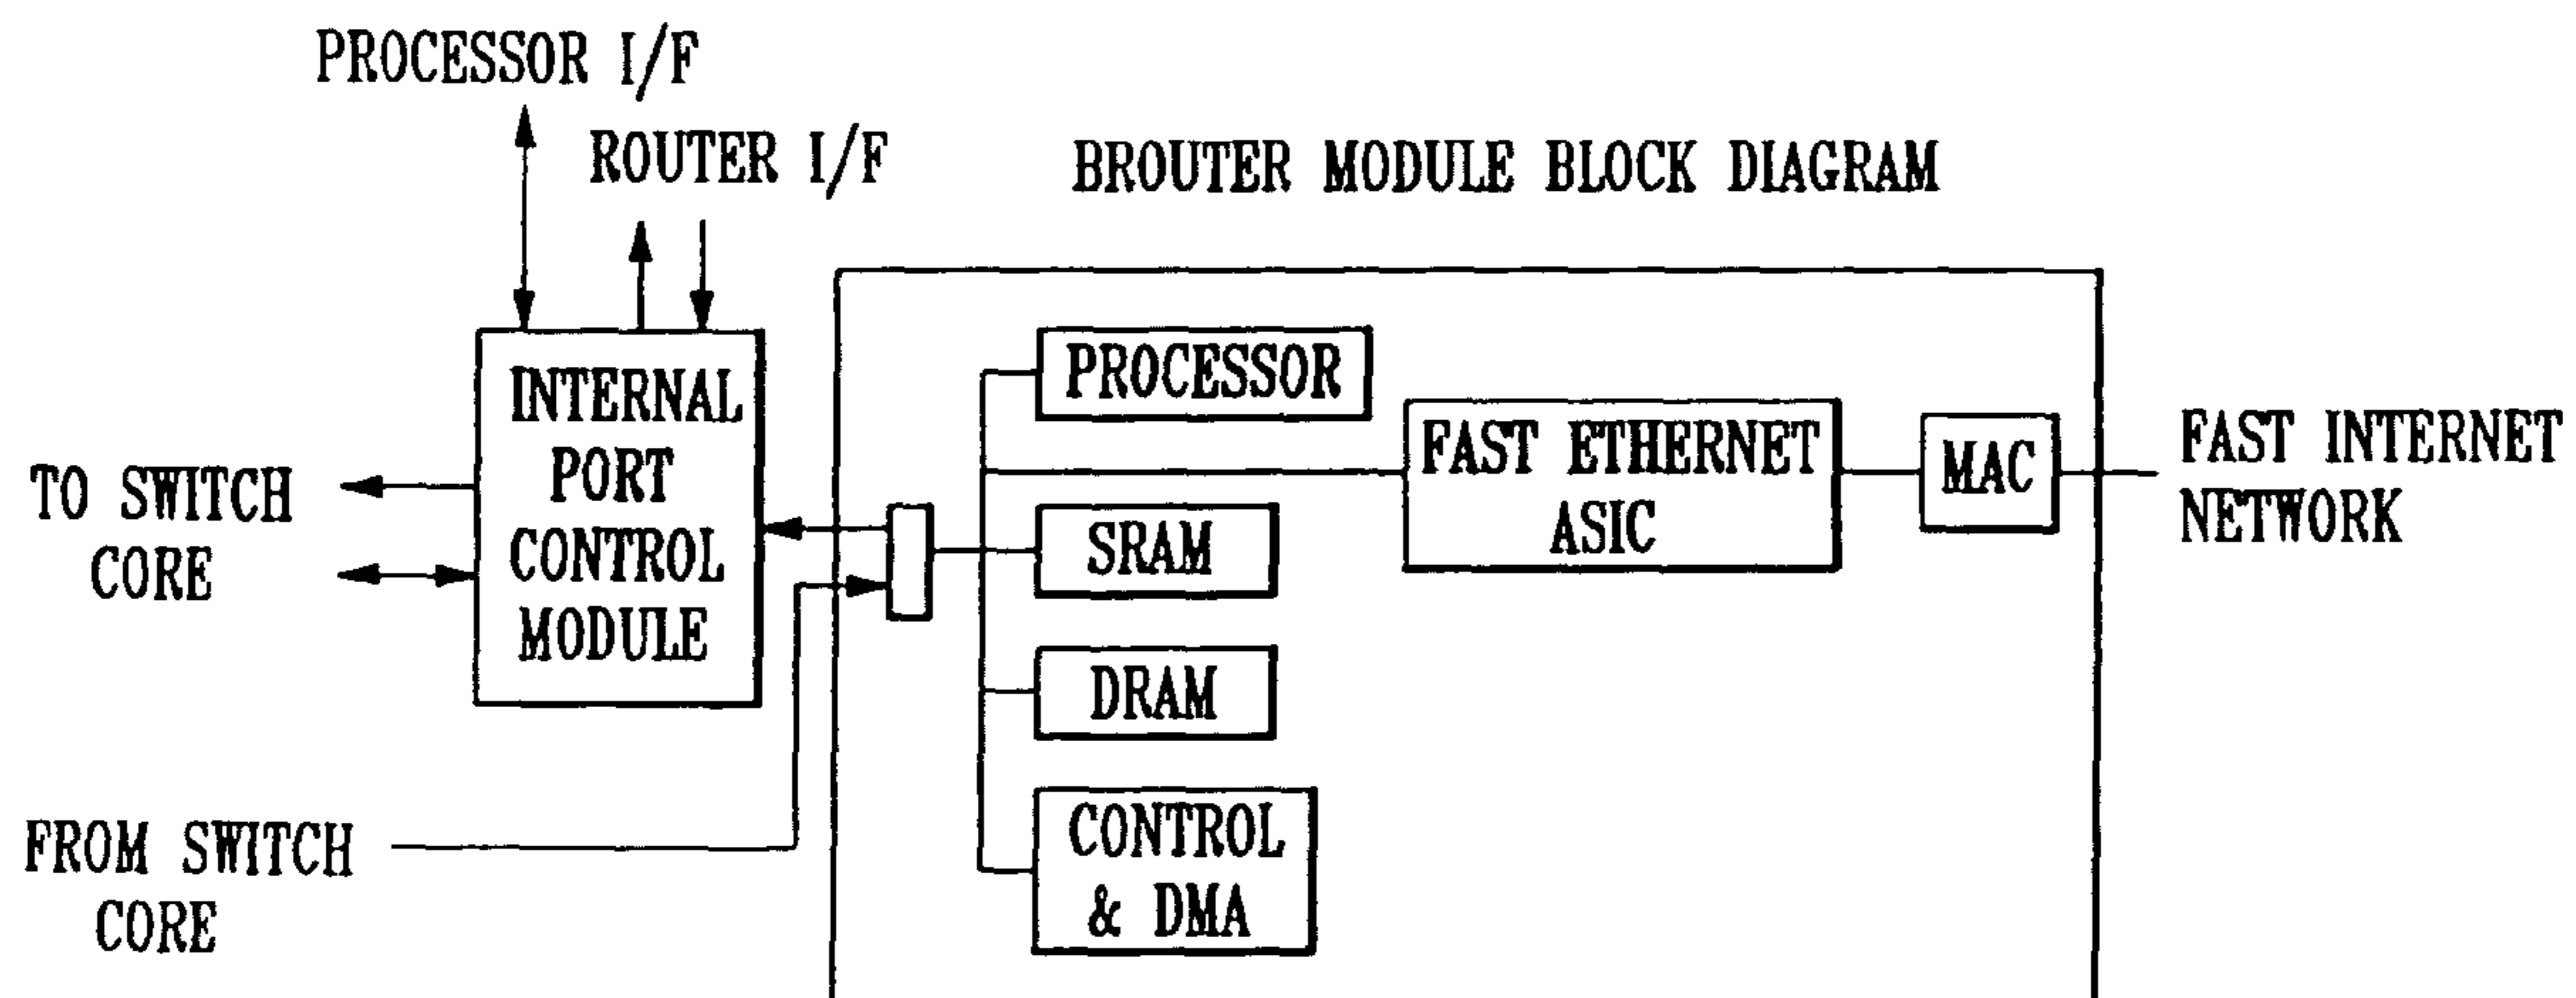 PROCESSOR I/F
ROUTER I/F
BROUTER MODULE BLOCK DIAGRAM
INTERNAL
PORT
CONTROL
MODULE
TO SWITCH
CORE
FROM SWITCH
CORE
PROCESSOR
SRAM
DRAM
CONTROL
& DMA
FAST ETHERNET
ASIC
MAC
FAST INTERNET
NETWORK